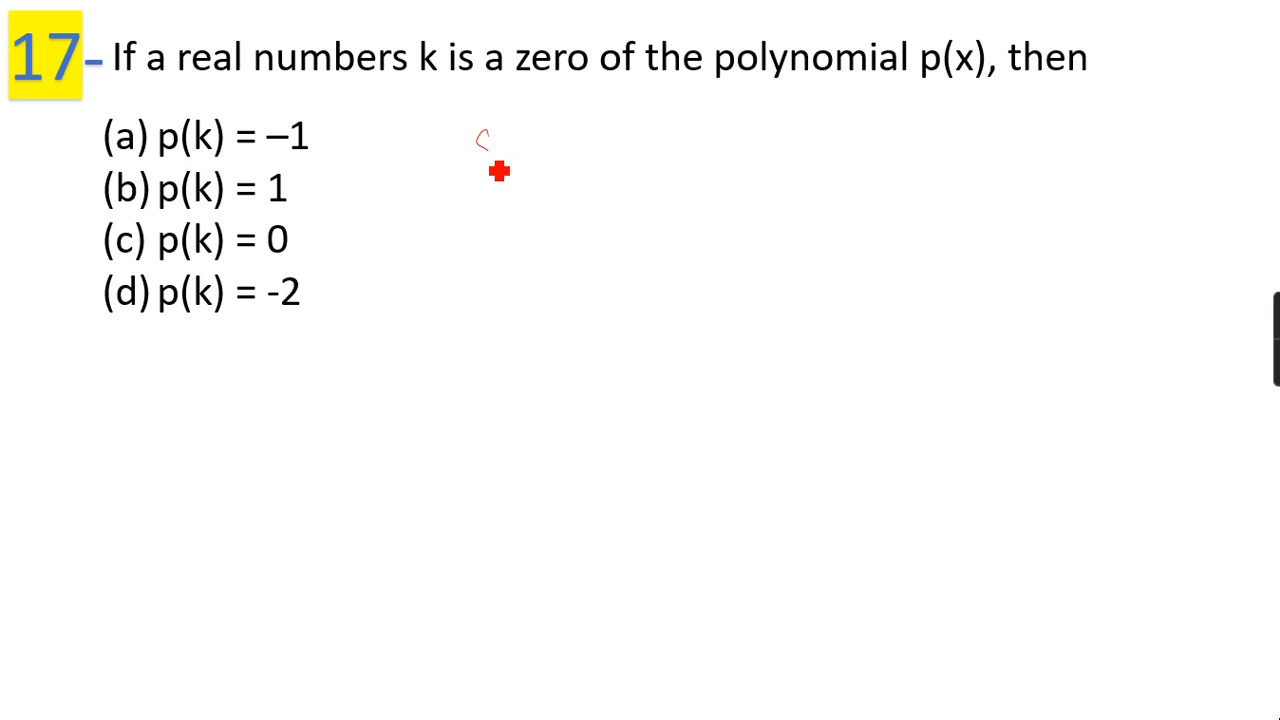 17- If a real numbers k is a zero of the polynomial p(x), then
(a) p(k) = –1
(b) p(k) = 1
(c) p(k) = 0
(d) p(k) = -2